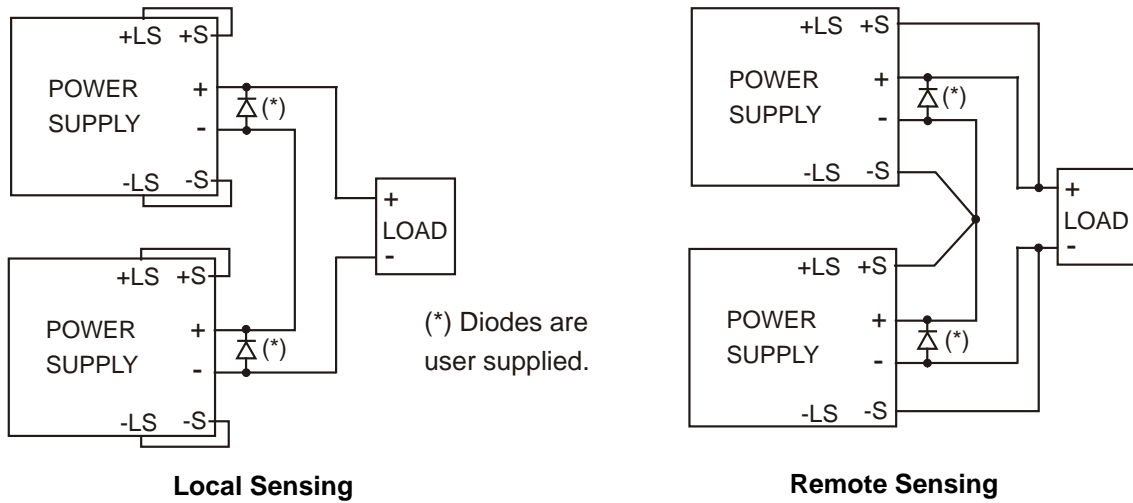 +LS +S
POWER
SUPPLY
+
-
(*)
-LS -S
+LS +S
POWER
SUPPLY
+
-
(*)
-LS -S
+
LOAD
-
(*) Diodes are
user supplied.
Local Sensing
+LS +S
POWER
SUPPLY
+
-
(*)
-LS -S
+LS +S
POWER
SUPPLY
+
-
(*)
-LS -S
+
LOAD
-
Remote Sensing